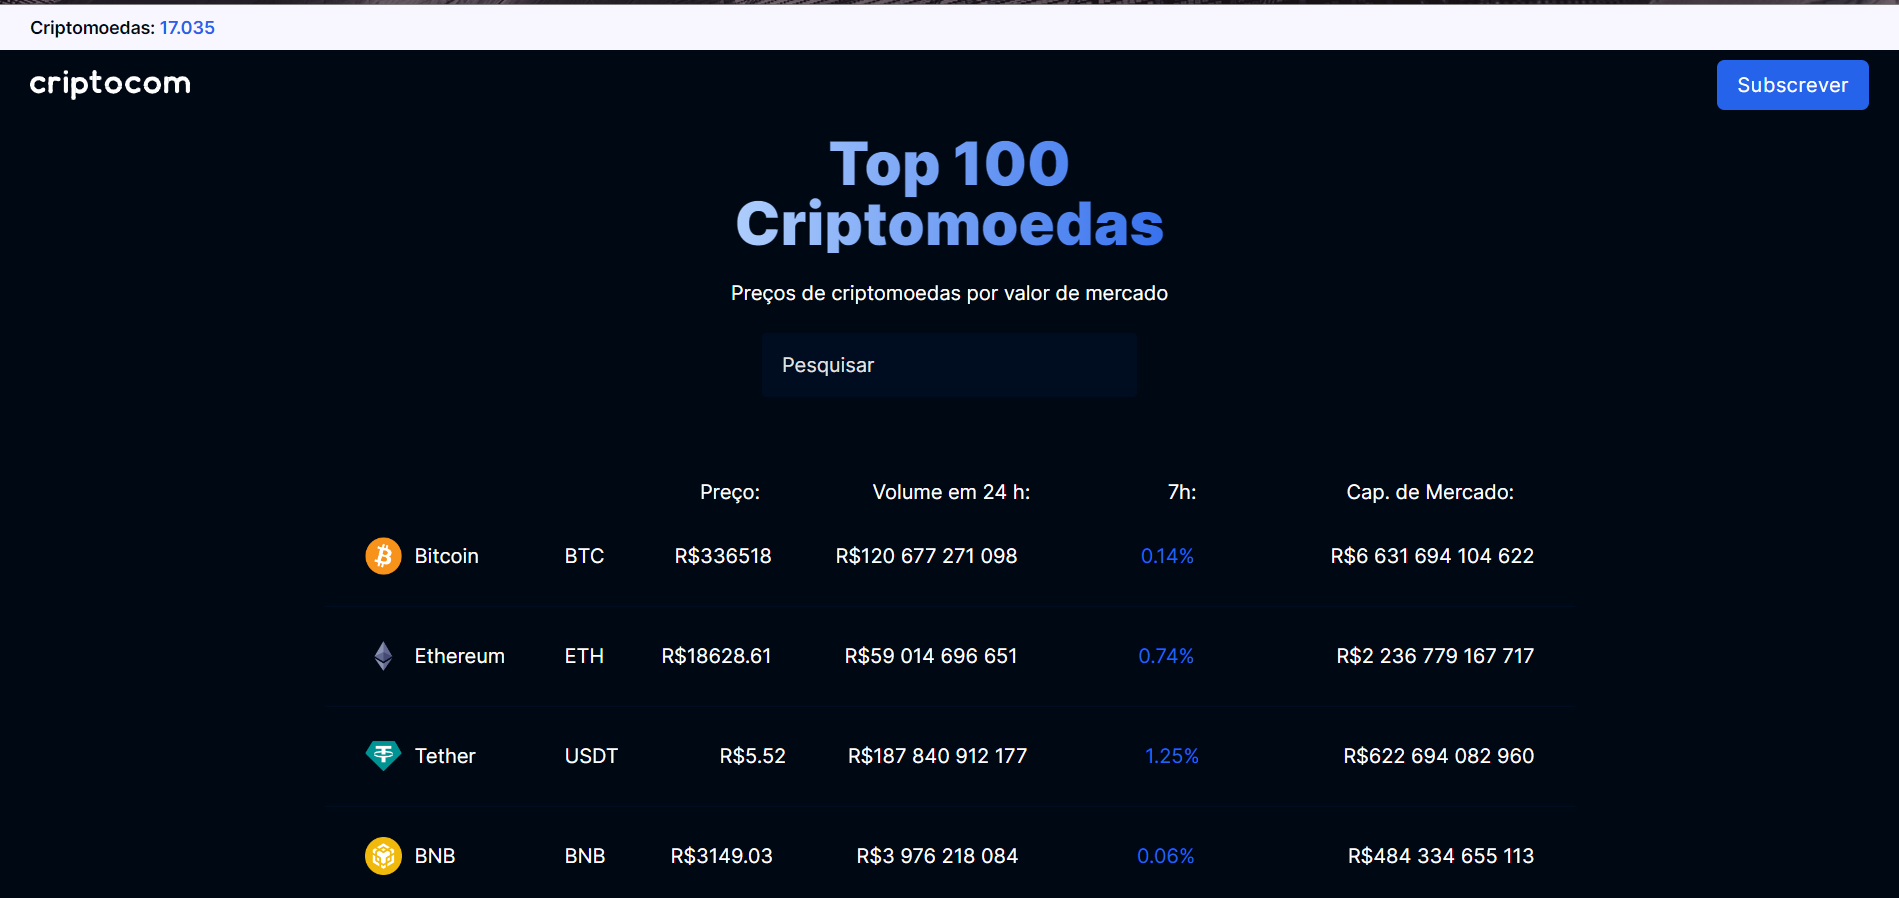 Criptomoedas: 17.035
criptocom
Subscrever
Top 100
Criptomoedas
Preços de criptomoedas por valor de mercado
Pesquisar
Preço: Volume em 24 h: 7h: Cap. de Mercado:
Bitcoin BTC R$336518 R$120 677 271 098 0.14% R$6 631 694 104 622
Ethereum ETH R$18628.61 R$59 014 696 651 0.74% R$2 236 779 167 717
Tether USDT R$5.52 R$187 840 912 177 1.25% R$622 694 082 960
BNB BNB R$3149.03 R$3 976 218 084 0.06% R$484 334 655 113